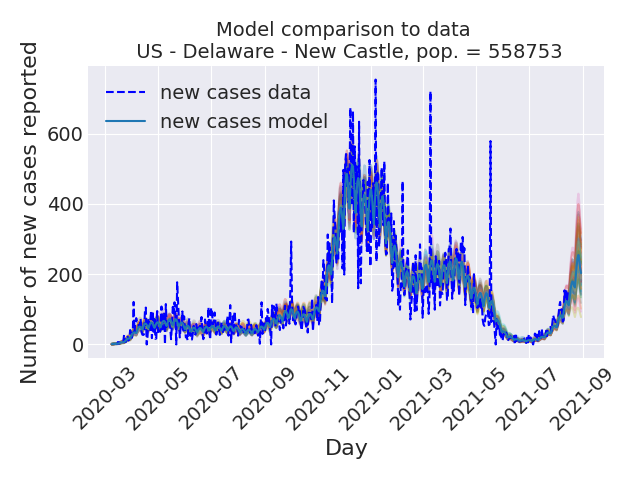 Model comparison to data
US - Delaware - New Castle, pop. = 558753
Number of new cases reported
600
400
200
0
new cases data
new cases model
2020-03
2020-05
2020-07
2020-09
2020-11
2021-01
2021-03
2021-05
2021-07
2021-09
Day